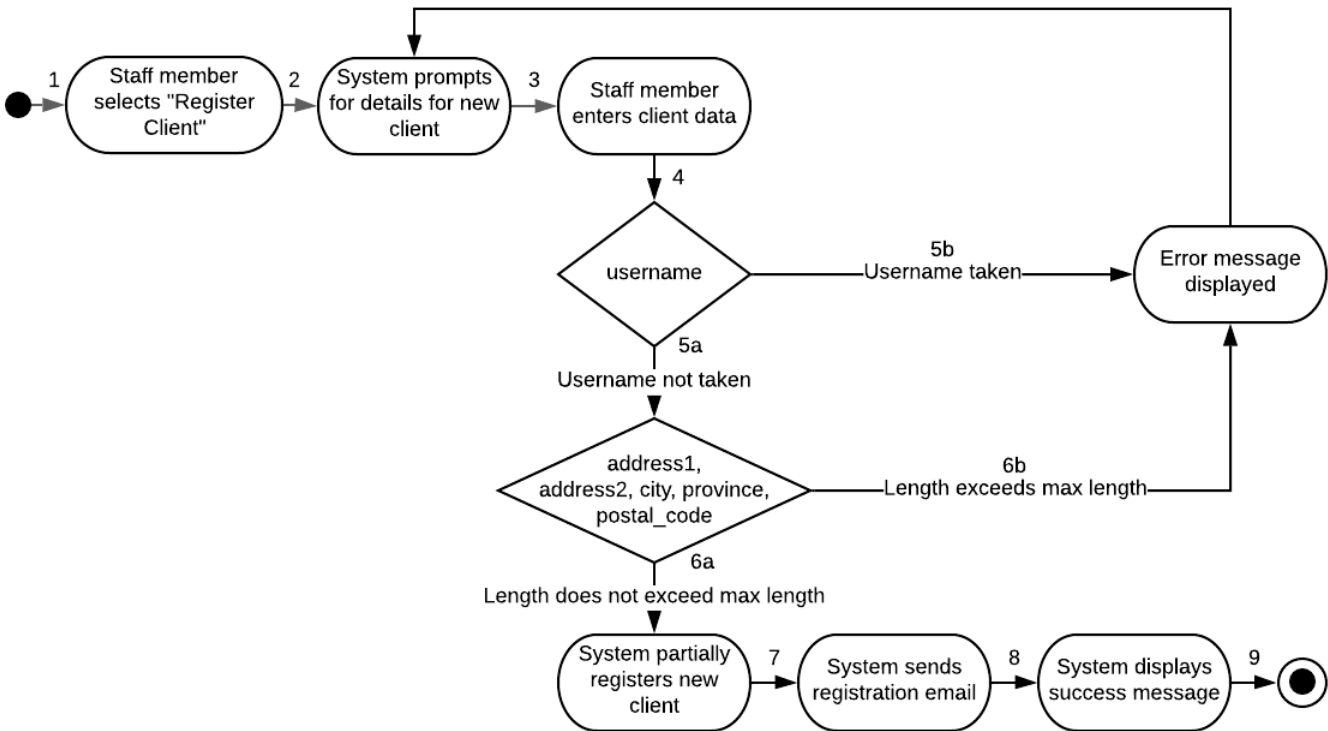 1
Staff member
selects "Register
Client"
2
System prompts
for details for new
client
3
Staff member
enters client data
4
username
5b
Username taken
Error message
displayed
5a
Username not taken
address1,
address2, city, province,
postal_code
6b
Length exceeds max length
6a
Length does not exceed max length
System partially
registers new
client
7
System sends
registration email
8
System displays
success message
9